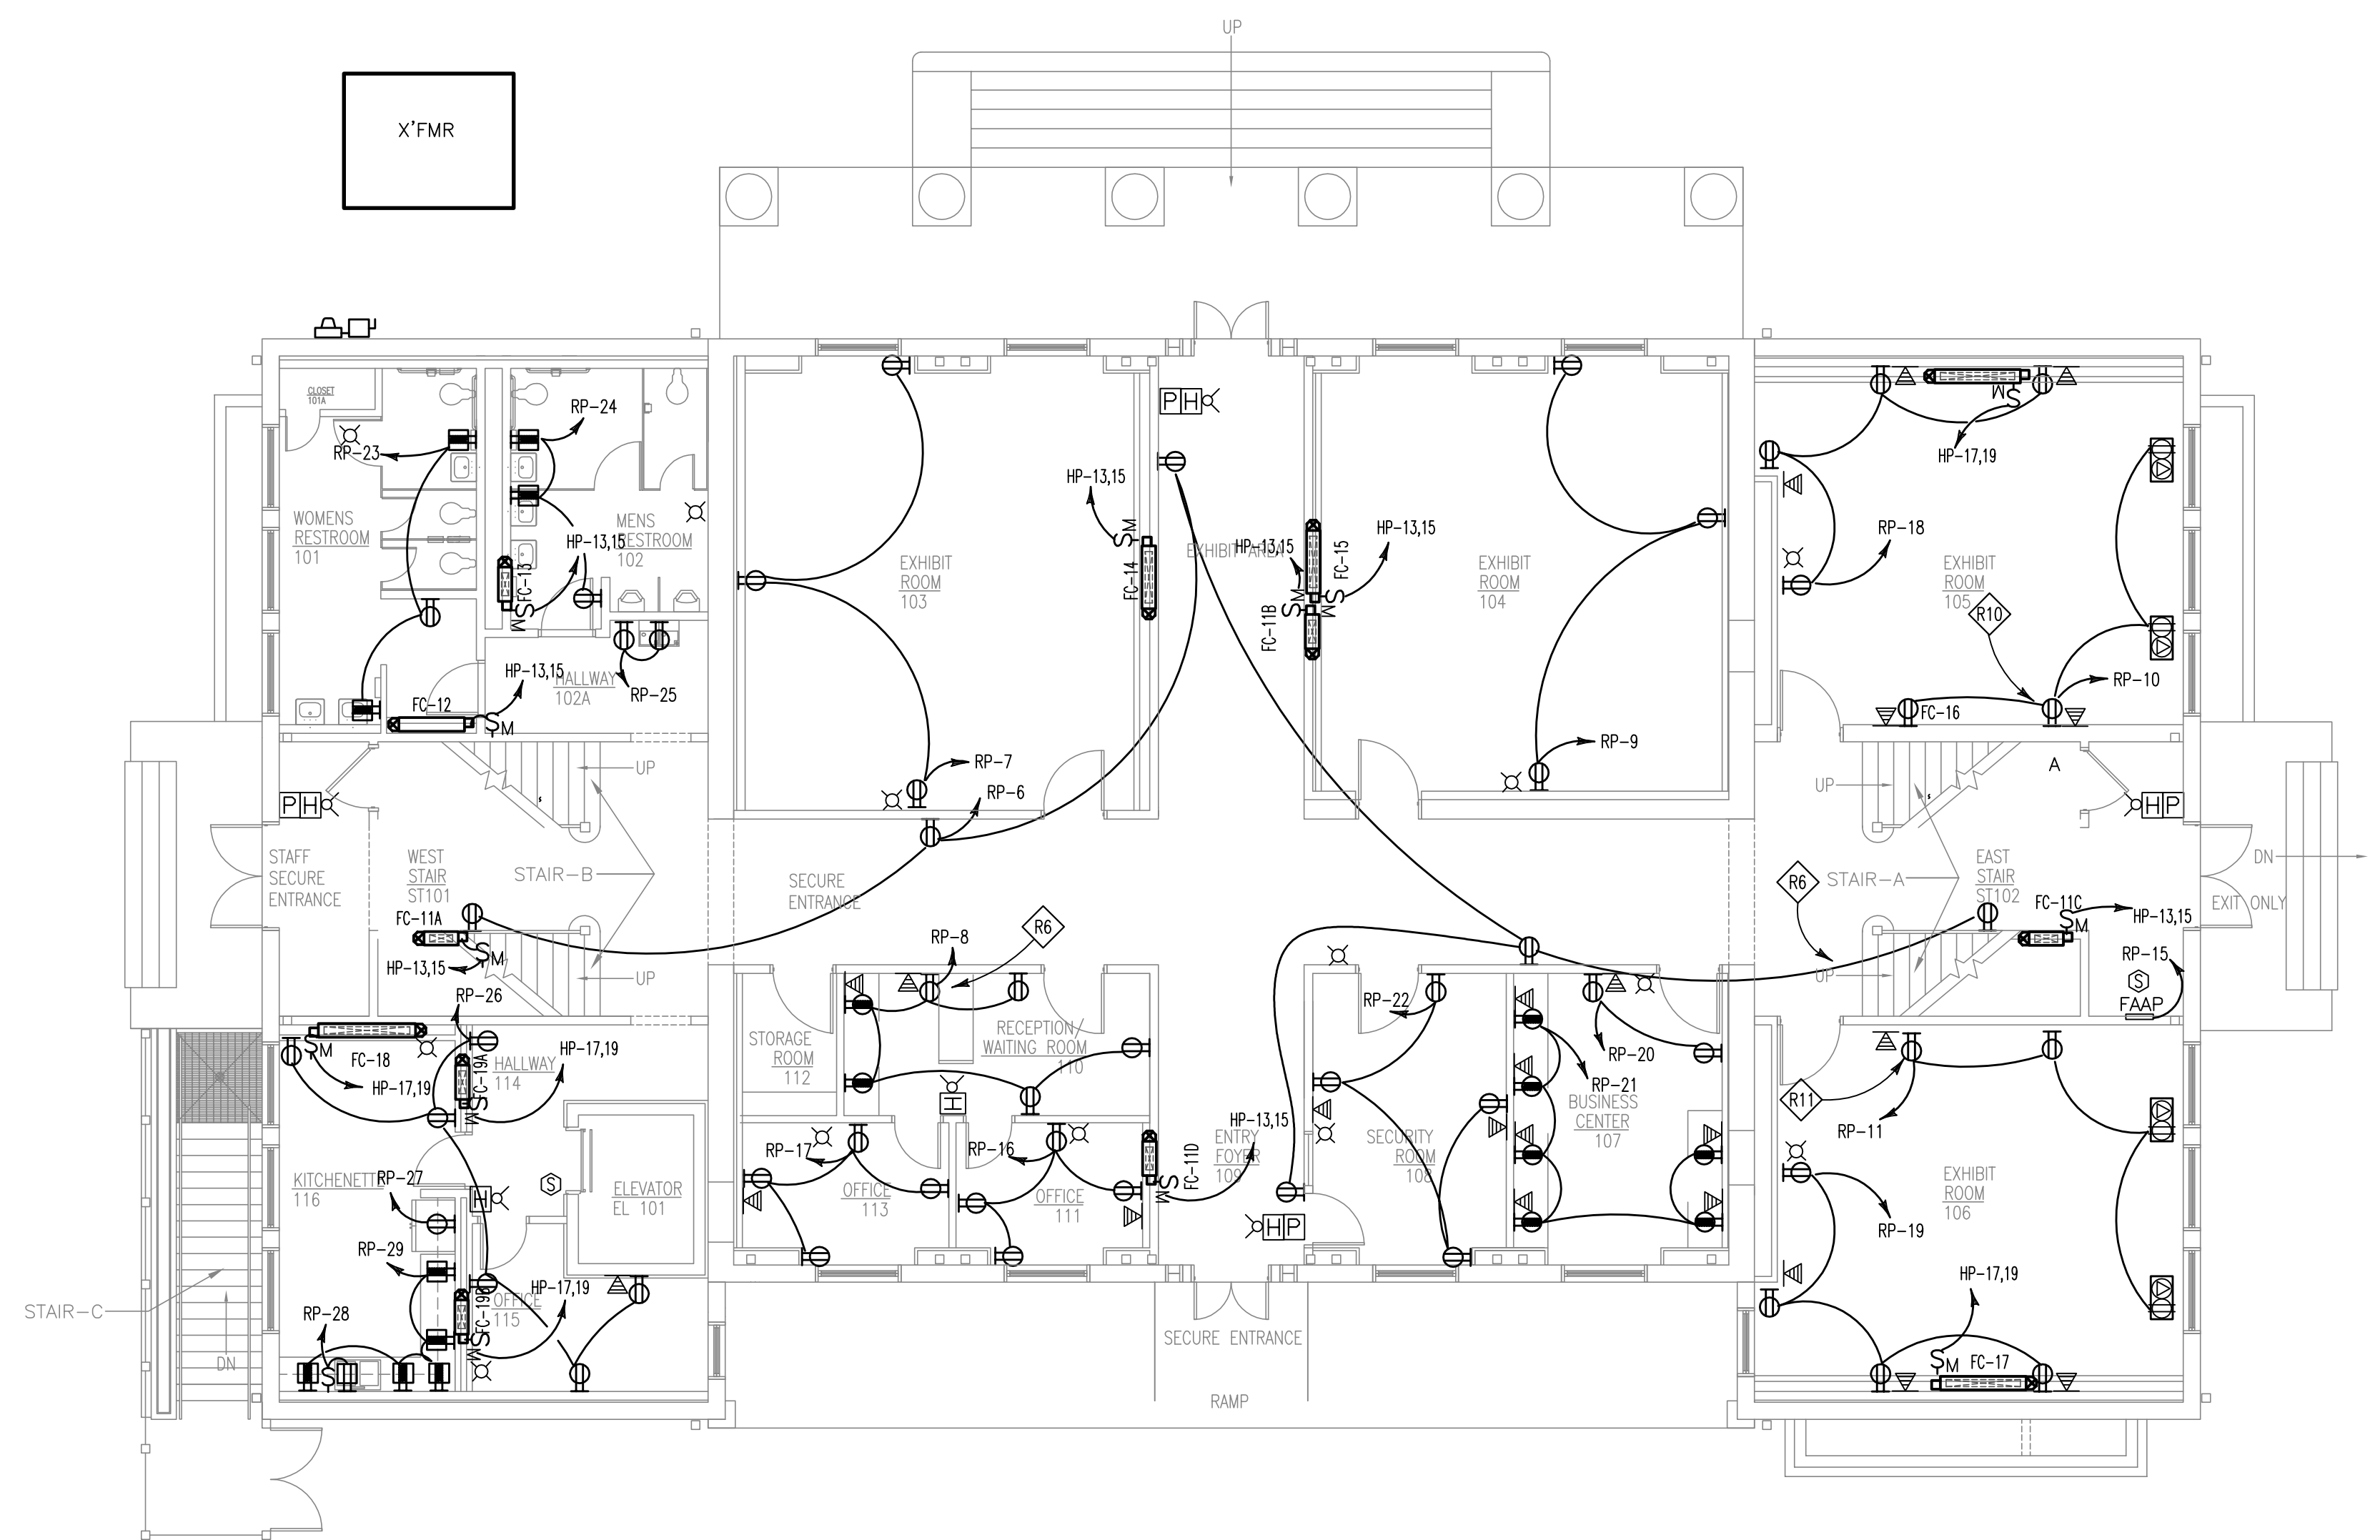 UP
X'FMR
CLOSET
101A
RP-24
RP-23
P H
HP-17,19
HP-13,15
WOMENS
RESTROOM
101
MENS
RESTROOM
102
HP-13,15
FC-13
S M
EXHIBIT
ROOM
103
S M
FC-14
EXHIBIT AREA
HP-13,15
FC-15
HP-13,15
S M
S M
FC-11B
EXHIBIT
ROOM
104
S M
RP-18
EXHIBIT
ROOM
105
R10
HP-13,15
HALLWAY
102A
RP-25
FC-12
S M
RP-10
FC-16
RP-7
RP-6
RP-9
UP
P H
A
UP
H P
STAFF
SECURE
ENTRANCE
WEST
STAIR
ST101
STAIR-B
SECURE
ENTRANCE
R6
STAIR-A
EAST
STAIR
ST102
DN
EXIT ONLY
FC-11A
S M
HP-13,15
UP
RP-8
R6
UP
FC-11C
S M
HP-13,15
RP-15
S
FAAP
RP-26
FC-18
S M
HP-17,19
HALLWAY
114
FC-19A
S M
HP-17,19
STORAGE
ROOM
112
RECEPTION/
WAITING ROOM
110
H
RP-22
RP-20
RP-21
BUSINESS
CENTER
107
R11
RP-11
RP-17
OFFICE
113
RP-16
OFFICE
111
FC-11D
S M
HP-13,15
ENTRY
FOYER
109
SECURITY
ROOM
108
H P
EXHIBIT
ROOM
106
RP-19
KITCHENETTE
116
RP-27
H
S
ELEVATOR
EL 101
RP-29
HP-17,19
OFFICE
115
FC-19B
S M
RP-28
S
STAIR-C
DN
HP-17,19
S M
FC-17
SECURE ENTRANCE
RAMP